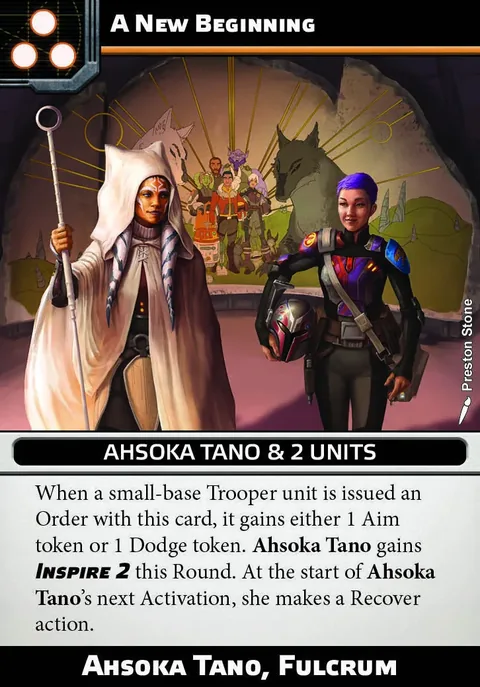 A New Beginning
Preston Stone
AHSOKA TANO & 2 UNITS
When a small-base Trooper unit is issued an
Order with this card, it gains either 1 Aim
token or 1 Dodge token. Ahsoka Tano gains
Inspire 2 this Round. At the start of Ahsoka
Tano's next Activation, she makes a Recover
action.
Ahsoka Tano, Fulcrum